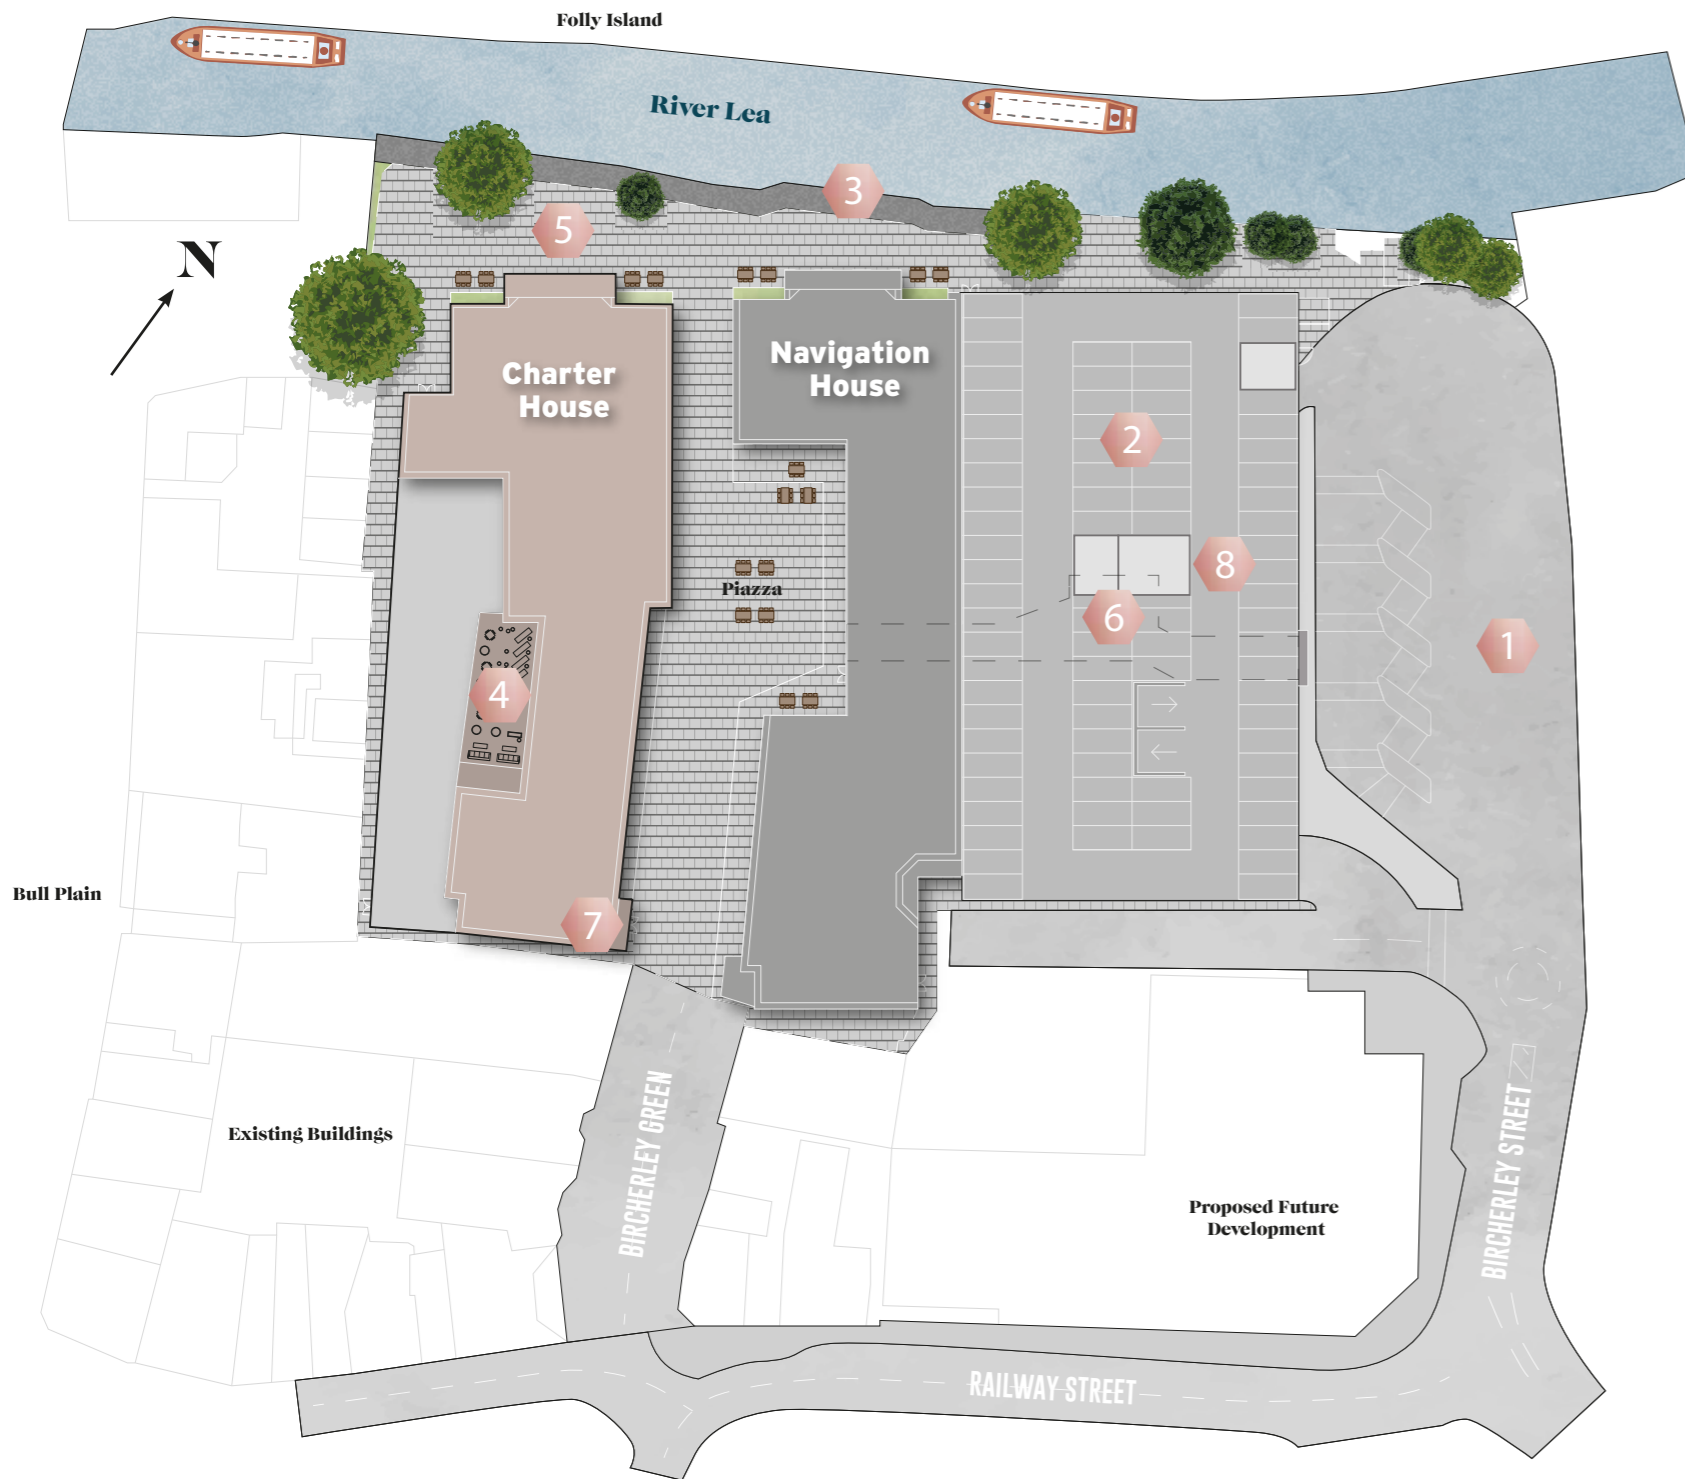 Folly Island
River Lea
3
5
N
Charter
House
Navigation
House
2
8
Piazza
6
1
4
Bull Plain
7
Existing Buildings
BIRCHERLEY GREEN
Proposed Future
Development
BIRCHERLEY STREET
RAILWAY STREET